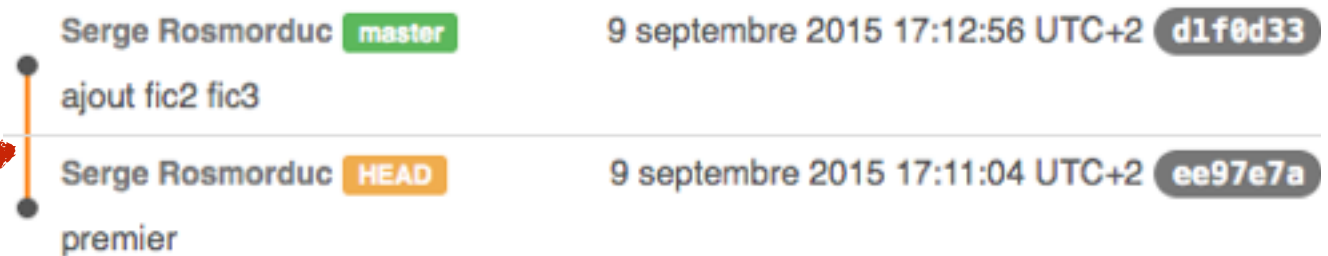 Serge Rosmorduc master 9 septembre 2015 17:12:56 UTC+2 d1f0d33
ajout fic2 fic3
Serge Rosmorduc HEAD 9 septembre 2015 17:11:04 UTC+2 ee97e7a
premier